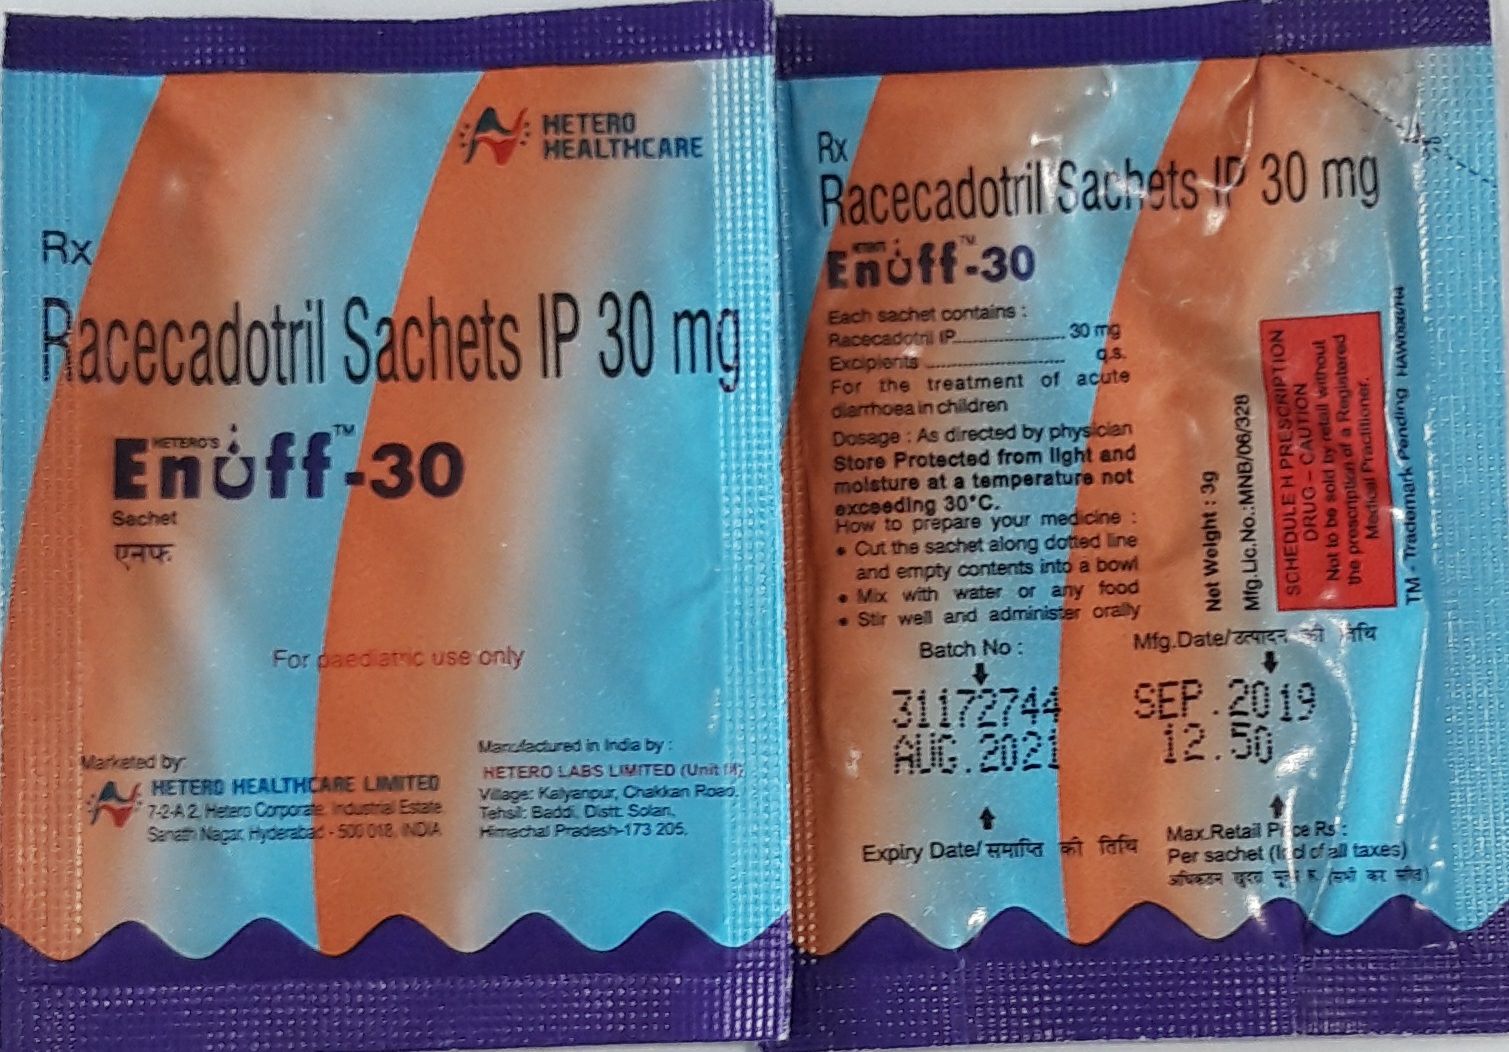 HETERO
HEALTHCARE
Rx
Racecadotril Sachets IP 30 mg
HETERO'S
Enuff™-30
Sachet
एनफ
For paediatric use only
Marketed by:
HETERO HEALTHCARE LIMITED
7-2-A 2, Hetero Corporate, Industrial Estate
Sanath Nagar, Hyderabad - 500 018, INDIA
Manufactured in India by :
HETERO LABS LIMITED (Unit
Village: Kalyanpur, Chakkan Road,
Tehsil: Baddi, Distt: Solan,
Himachal Pradesh-173 205.
Rx
Racecadotril Sachets IP 30 mg
HETERO'S
Enuff™-30
Each sachet contains :
Racecadotril IP...................... 30 mg
Excipients ........................... q.s.
For the treatment of acute
diarrhoea in children
Dosage : As directed by physician
Store Protected from light and
moisture at a temperature not
exceeding 30°C.
How to prepare your medicine :
• Cut the sachet along dotted line
and empty contents into a bowl
• Mix with water or any food
• Stir well and administer orally
Net Weight : 3g
Mfg.Lic.No.:MNB/06/328
SCHEDULE H PRESCRIPTION
DRUG – CAUTION
Not to be sold by retail without
the prescription of a Registered
Medical Practitioner.
TM - Trademark Pending
Batch No :
Mfg.Date/उत्पादन की तिथि
31172744
SEP.2019
AUG.2021
12.50
Expiry Date/समाप्ति की तिथि
Max.Retail Price Rs :
Per sachet (Incl of all taxes)